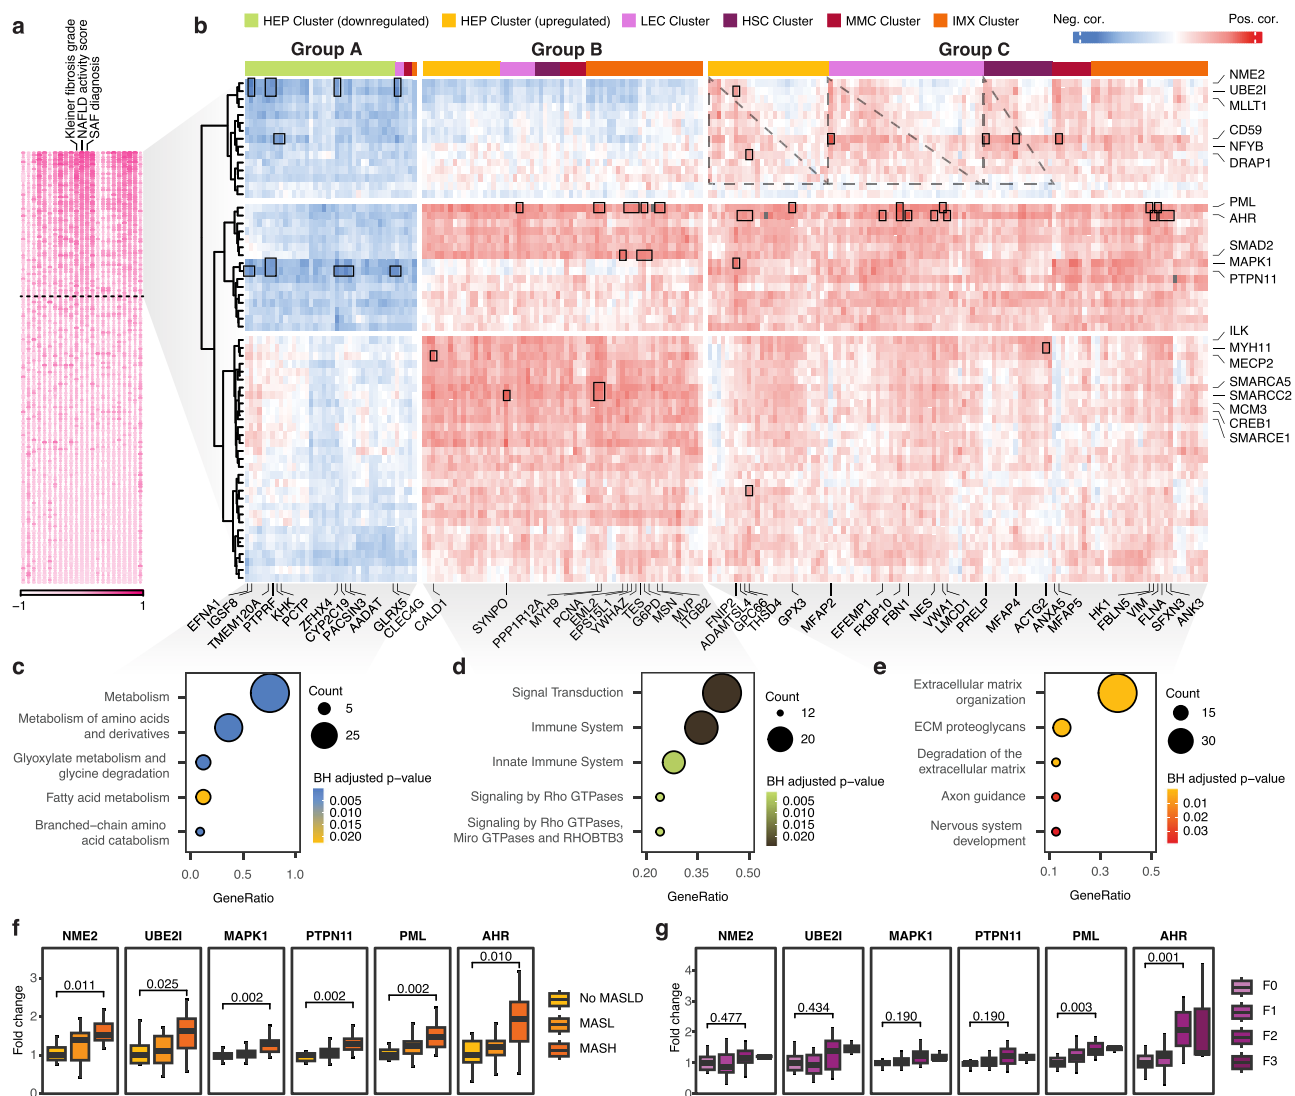 a
Kleiner fibrosis grade
NAFLD activity score
SAF diagnosis
−1
1
b
HEP Cluster (downregulated)
HEP Cluster (upregulated)
LEC Cluster
HSC Cluster
MMC Cluster
IMX Cluster
Neg. cor.
Pos. cor.
Group A
Group B
Group C
NME2
UBE2I
MLLT1
CD59
NFYB
DRAP1
PML
AHR
SMAD2
MAPK1
PTPN11
ILK
MYH11
MECP2
SMARCA5
SMARCC2
MCM3
CREB1
SMARCE1
EFNA1
IGSF8
TMEM120A
PTPRF
KHK
PCTP
ZFHX4
CYP2C19
PACSIN3
AADAT
GLRX5
CLEC4G
CALD1
SYNPO
PPP1R12A
MYH9
PCNA
EML2
EPS15L1
YWHAZ
TES
G6PD
MSN
MVP
ITGB2
FNIP2
ADAMTSL4
GPC66
THSD4
GPX3
MFAP2
EFEMP1
FKBP10
FBN1
NES
VWA1
LMCD1
PRELP
MFAP4
ACTG2
ANXA5
MFAP5
HK1
FBLN5
VIM
FLNA
SFXN3
ANK3
c
Metabolism
Metabolism of amino acids
and derivatives
Glyoxylate metabolism and
glycine degradation
Fatty acid metabolism
Branched−chain amino
acid catabolism
0.0
0.5
1.0
GeneRatio
Count
5
25
BH adjusted p−value
0.005
0.010
0.015
0.020
d
Signal Transduction
Immune System
Innate Immune System
Signaling by Rho GTPases
Signaling by Rho GTPases,
Miro GTPases and RHOBTB3
0.20
0.35
0.50
GeneRatio
Count
12
20
BH adjusted p−value
0.005
0.010
0.015
e
Extracellular matrix
organization
ECM proteoglycans
Degradation of the
extracellular matrix
Axon guidance
Nervous system
development
0.1
0.3
0.5
GeneRatio
Count
15
30
BH adjusted p−value
0.01
0.02
0.03
f
NME2
UBE2I
MAPK1
PTPN11
PML
AHR
Fold change
3
2
1
0
0.011
0.025
0.002
0.002
0.002
0.010
No MASLD
MASL
MASH
g
NME2
UBE2I
MAPK1
PTPN11
PML
AHR
Fold change
4
3
2
1
0
0.477
0.434
0.190
0.190
0.003
0.001
F0
F1
F2
F3